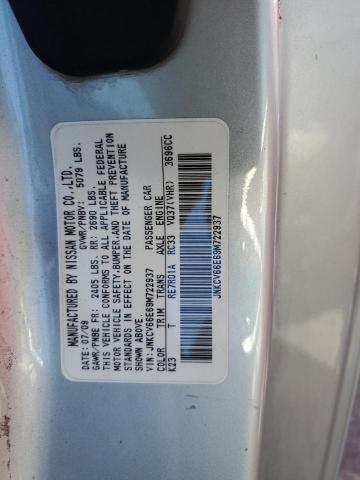 MANUFACTURED BY NISSAN MOTOR CO.,LTD.
DATE: 07/09 GVWR/PNBV: 5079 LBS.
GAWR/PNBE FR: 2405 LBS. RR: 2690 LBS.
THIS VEHICLE CONFORMS TO ALL APPLICABLE FEDERAL
MOTOR VEHICLE SAFETY,BUMPER,AND THEFT PREVENTION
STANDARDS IN EFFECT ON THE DATE OF MANUFACTURE
SHOWN ABOVE.
VIN: JNKCV66E69M722937 PASSENGER CAR
COLOR TRIM TRANS AXLE ENGINE 3696CC
K23 T RE7R01A RC33 VQ37(VHR)
JNKCV66E69M722937